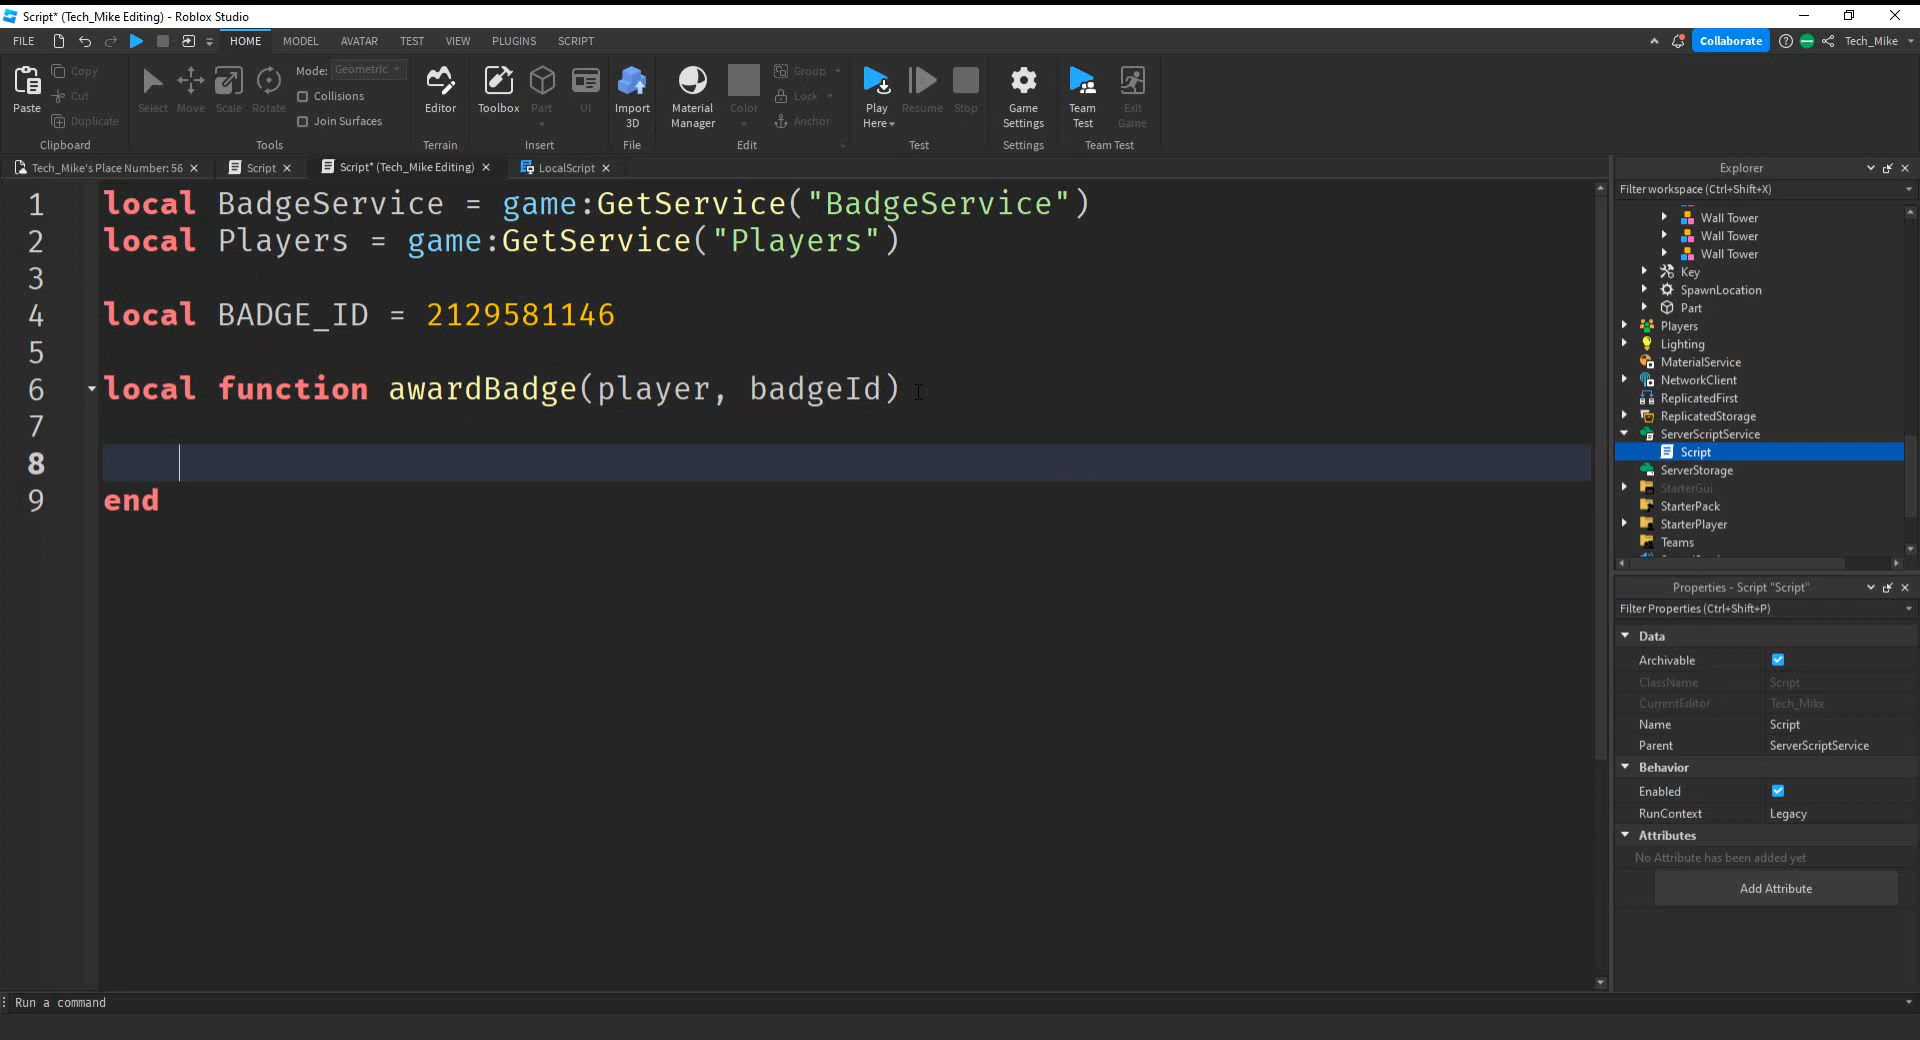 Script* (Tech_Mike Editing) - Roblox Studio
FILE HOME MODEL AVATAR TEST VIEW PLUGINS SCRIPT Collaborate Tech_Mike
Paste Copy Cut Duplicate Clipboard
Select Move Scale Rotate Mode: Geometric Collisions Join Surfaces Tools
Editor Terrain
Toolbox Part UI Insert
Import 3D File
Material Manager Color Group Lock Anchor Edit
Play Here Resume Stop Test
Game Settings Settings
Team Test Exit Game Team Test
Tech_Mike's Place Number: 56 Script Script* (Tech_Mike Editing) LocalScript
1 local BadgeService = game:GetService("BadgeService")
2 local Players = game:GetService("Players")
3
4 local BADGE_ID = 2129581146
5
6 local function awardBadge(player, badgeId)
7
8
9 end
Explorer
Filter workspace (Ctrl+Shift+X)
Wall Tower
Wall Tower
Wall Tower
Key
SpawnLocation
Part
Players
Lighting
MaterialService
NetworkClient
ReplicatedFirst
ReplicatedStorage
ServerScriptService
Script
ServerStorage
StarterGui
StarterPack
StarterPlayer
Teams
Properties - Script "Script"
Filter Properties (Ctrl+Shift+P)
Data
Archivable
ClassName Script
CurrentEditor Tech_Mike
Name Script
Parent ServerScriptService
Behavior
Enabled
RunContext Legacy
Attributes
No Attribute has been added yet
Add Attribute
Run a command